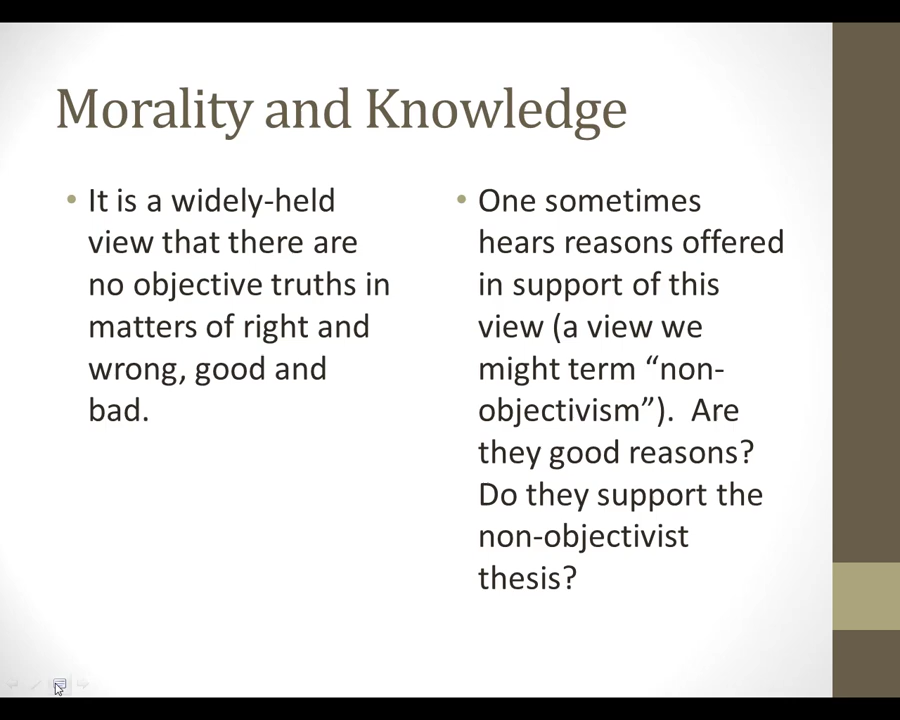 Morality and Knowledge
• It is a widely-held
view that there are
no objective truths in
matters of right and
wrong, good and
bad.
• One sometimes
hears reasons offered
in support of this
view (a view we
might term “non-
objectivism”).  Are
they good reasons?
Do they support the
non-objectivist
thesis?